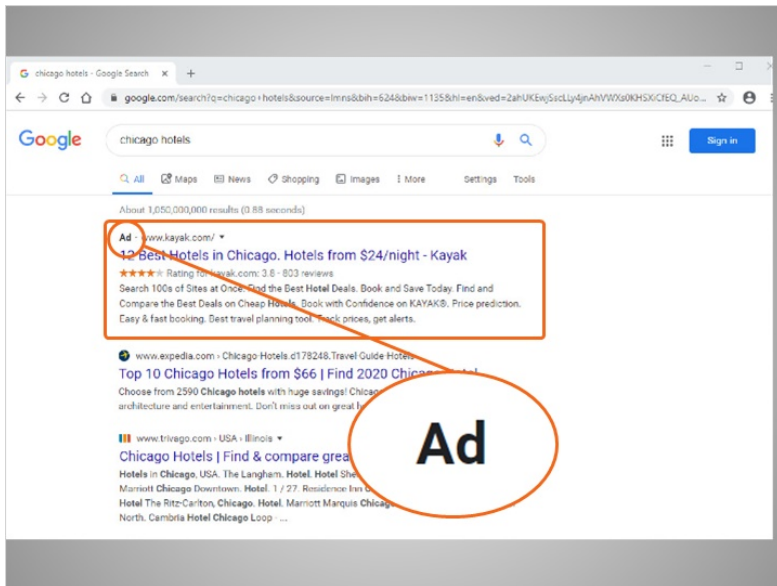 chicago hotels - Google Search
google.com/search?q=chicago+hotels&source=lmns&bih=624&biw=1135&hl=en&ved=
Google
chicago hotels
Sign in
All Maps News Shopping Images More Settings Tools
About 1,050,000,000 results (0.88 seconds)
Ad · www.kayak.com/
12 Best Hotels in Chicago. Hotels from $24/night - Kayak
Rating for kayak.com: 3.8 - 803 reviews
Search 100s of Sites at Once. Find the Best Hotel Deals. Book and Save Today. Find and
Compare the Best Deals on Cheap Hotels. Book with Confidence on KAYAK®. Price prediction.
Easy & fast booking. Best travel planning tool. Track prices, get alerts.
www.expedia.com › Chicago-Hotels.d178248.Travel-Guide-Hotels
Top 10 Chicago Hotels from $66 | Find 2020 Chicago Hotel
Choose from 2590 Chicago hotels with huge savings!
architecture and entertainment. Don't miss out on great
Ad
www.trivago.com › USA › Illinois
Chicago Hotels | Find & compare
Hotels in Chicago, USA. The Langham. Hotel. Hotel
Marriott Chicago Downtown. Hotel. 1 / 27. Residence Inn
Hotel The Ritz-Carlton, Chicago. Hotel. Marriott Marquis
North. Cambria Hotel Chicago Loop · ...